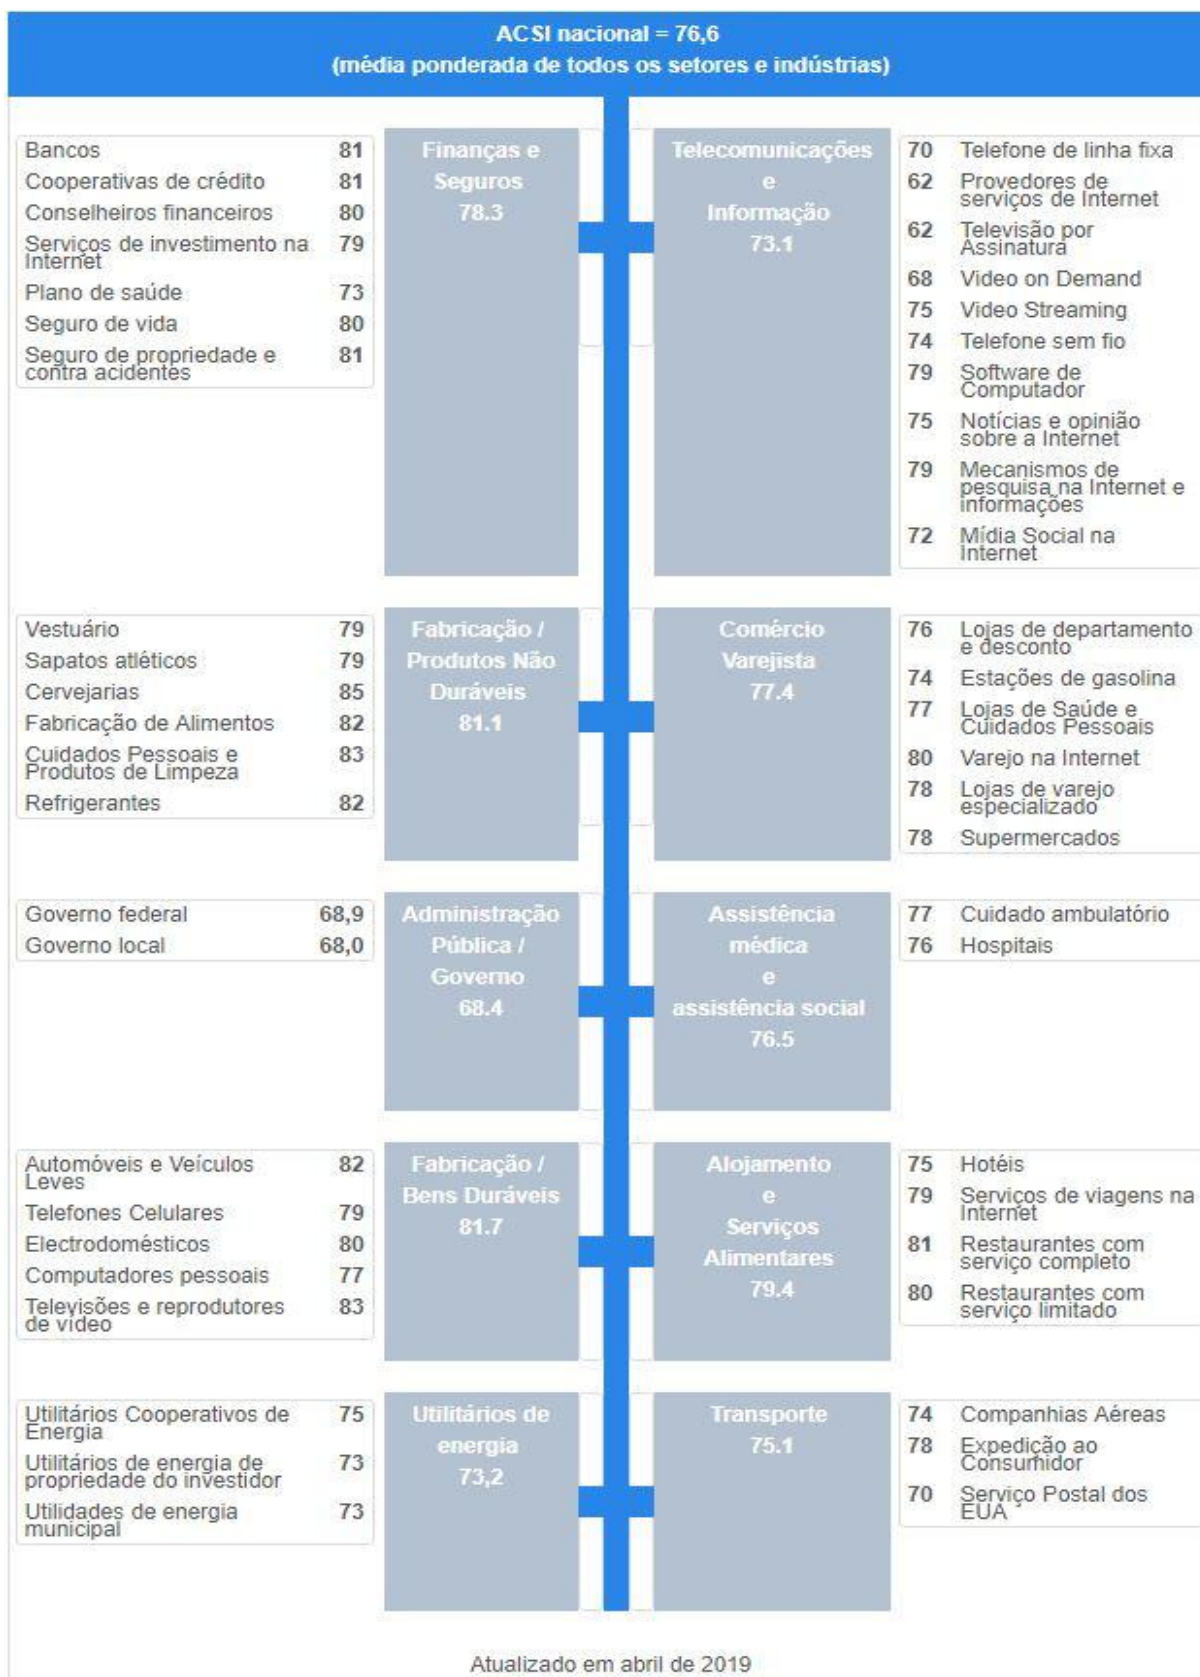 ACSI nacional = 76,6
(média ponderada de todos os setores e indústrias)
Bancos 81
Cooperativas de crédito 81
Conselheiros financeiros 80
Serviços de investimento na
Internet 79
Plano de saúde 73
Seguro de vida 80
Seguro de propriedade e
contra acidentes 81
Finanças e
Seguros
78.3
Telecomunicações
e
Informação
73.1
70 Telefone de linha fixa
62 Provedores de
serviços de Internet
62 Televisão por
Assinatura
68 Video on Demand
75 Video Streaming
74 Telefone sem fio
79 Software de
Computador
75 Notícias e opinião
sobre a Internet
79 Mecanismos de
pesquisa na Internet e
informações
72 Mídia Social na
Internet
Vestuário 79
Sapatos atléticos 79
Cervejarias 85
Fabricação de Alimentos 82
Cuidados Pessoais e
Produtos de Limpeza 83
Refrigerantes 82
Fabricação /
Produtos Não
Duráveis
81.1
Comércio
Varejista
77.4
76 Lojas de departamento
e desconto
74 Estações de gasolina
77 Lojas de Saúde e
Cuidados Pessoais
80 Varejo na Internet
78 Lojas de varejo
especializado
78 Supermercados
Governo federal 68,9
Governo local 68,0
Administração
Pública /
Governo
68.4
Assistência
médica
e
assistência social
76.5
77 Cuidado ambulatório
76 Hospitais
Automóveis e Veículos
Leves 82
Telefones Celulares 79
Electrodomésticos 80
Computadores pessoais 77
Televisões e reprodutores
de vídeo 83
Fabricação /
Bens Duráveis
81.7
Alojamento
e
Serviços
Alimentares
79.4
75 Hotéis
79 Serviços de viagens na
Internet
81 Restaurantes com
serviço completo
80 Restaurantes com
serviço limitado
Utilitários Cooperativos de
Energia 75
Utilitários de energia de
propriedade do investidor 73
Utilidades de energia
municipal 73
Utilitários de
energia
73,2
Transporte
75.1
74 Companhias Aéreas
78 Expedição ao
Consumidor
70 Serviço Postal dos
EUA
Atualizado em abril de 2019